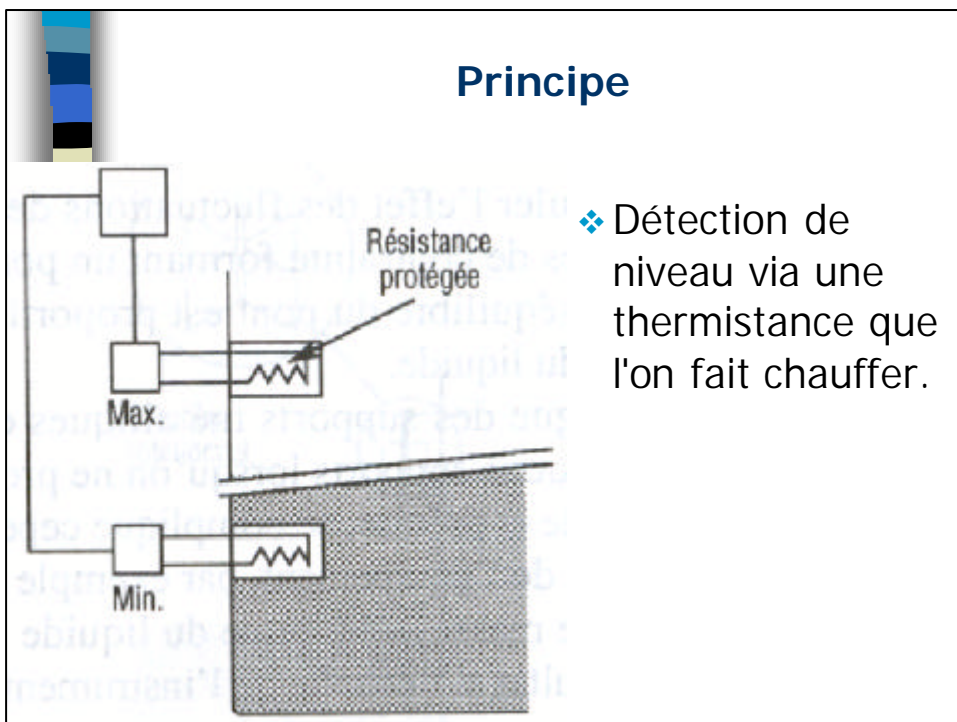 Principe
Résistance
protégée
Max.
Min.
❖ Détection de
niveau via une
thermistance que
l'on fait chauffer.